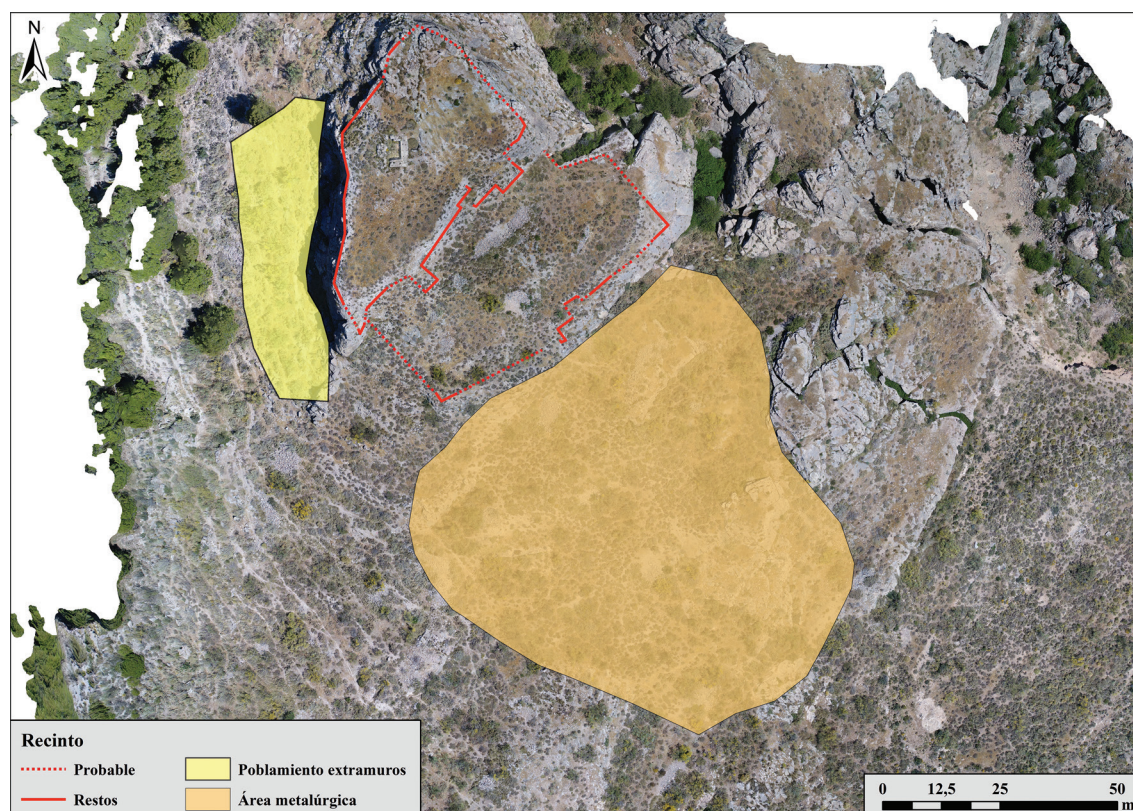 N
Recinto
Probable
Restos
Poblamiento extramuros
Área metalúrgica
0 12,5 25 50
m